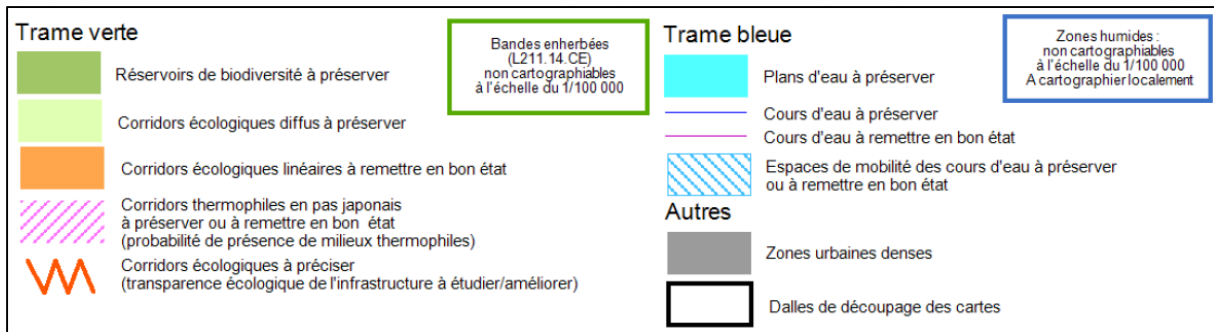 Trame verte
Bandes enherbées
(L211.14.CE)
non cartographiables
à l'échelle du 1/100 000
Réservoirs de biodiversité à préserver
Corridors écologiques diffus à préserver
Corridors écologiques linéaires à remettre en bon état
Corridors thermophiles en pas japonais
à préserver ou à remettre en bon état
(probabilité de présence de milieux thermophiles)
Corridors écologiques à préciser
(transparence écologique de l'infrastructure à étudier/améliorer)
Trame bleue
Zones humides :
non cartographiables
à l'échelle du 1/100 000
A cartographier localement
Plans d'eau à préserver
Cours d'eau à préserver
Cours d'eau à remettre en bon état
Espaces de mobilité des cours d'eau à préserver
ou à remettre en bon état
Autres
Zones urbaines denses
Dalles de découpage des cartes